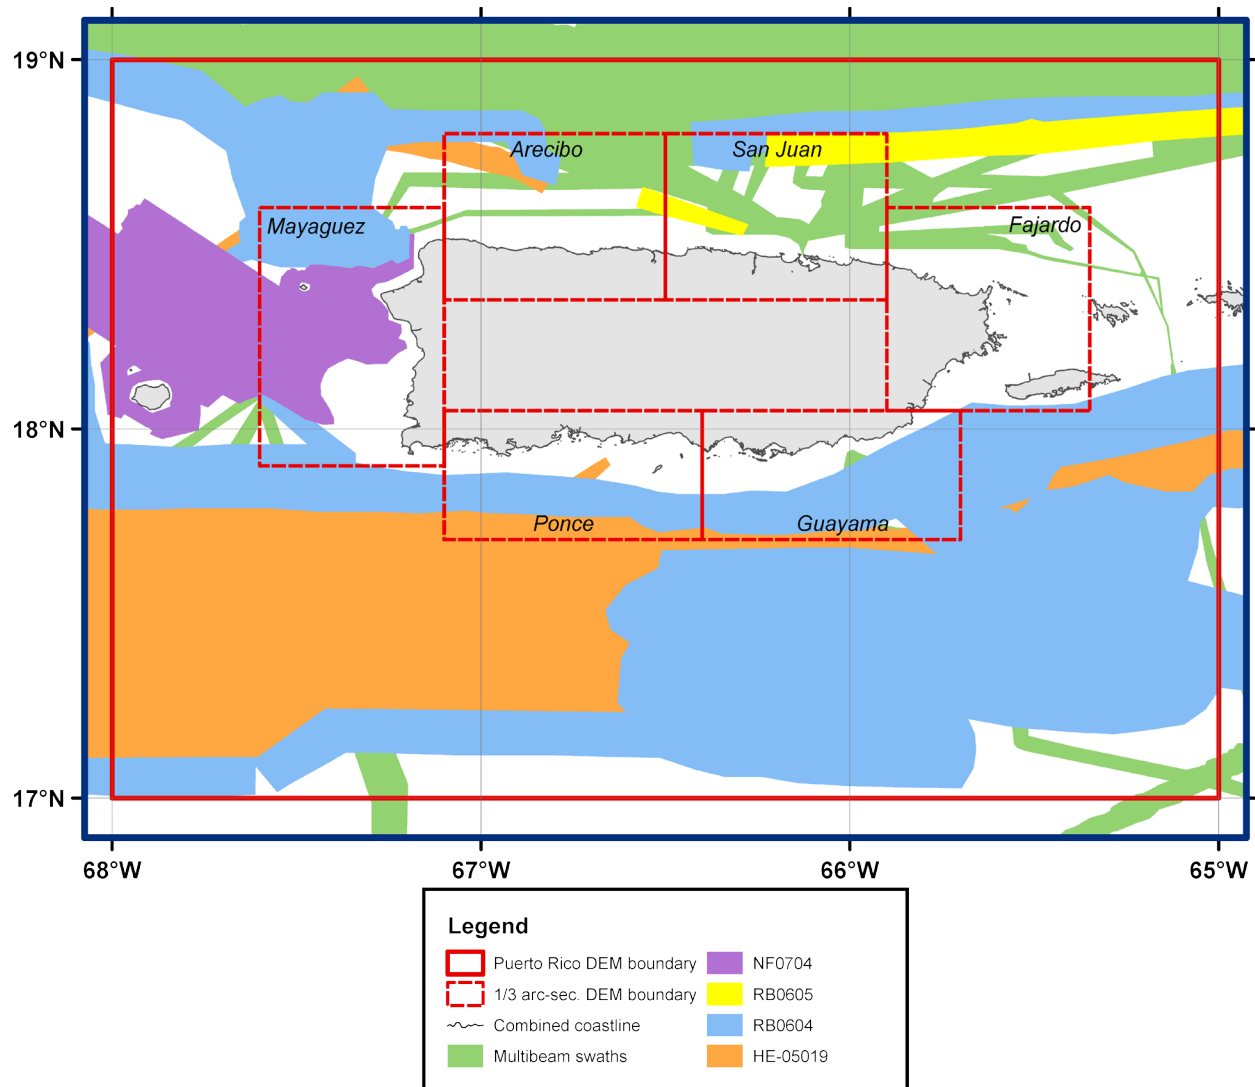 19°N
Arecibo
San Juan
Mayaguez
Fajardo
18°N
Ponce
Guayama
17°N
68°W
67°W
66°W
65°W
Legend
Puerto Rico DEM boundary
NF0704
1/3 arc-sec. DEM boundary
RB0605
Combined coastline
RB0604
Multibeam swaths
HE-05019